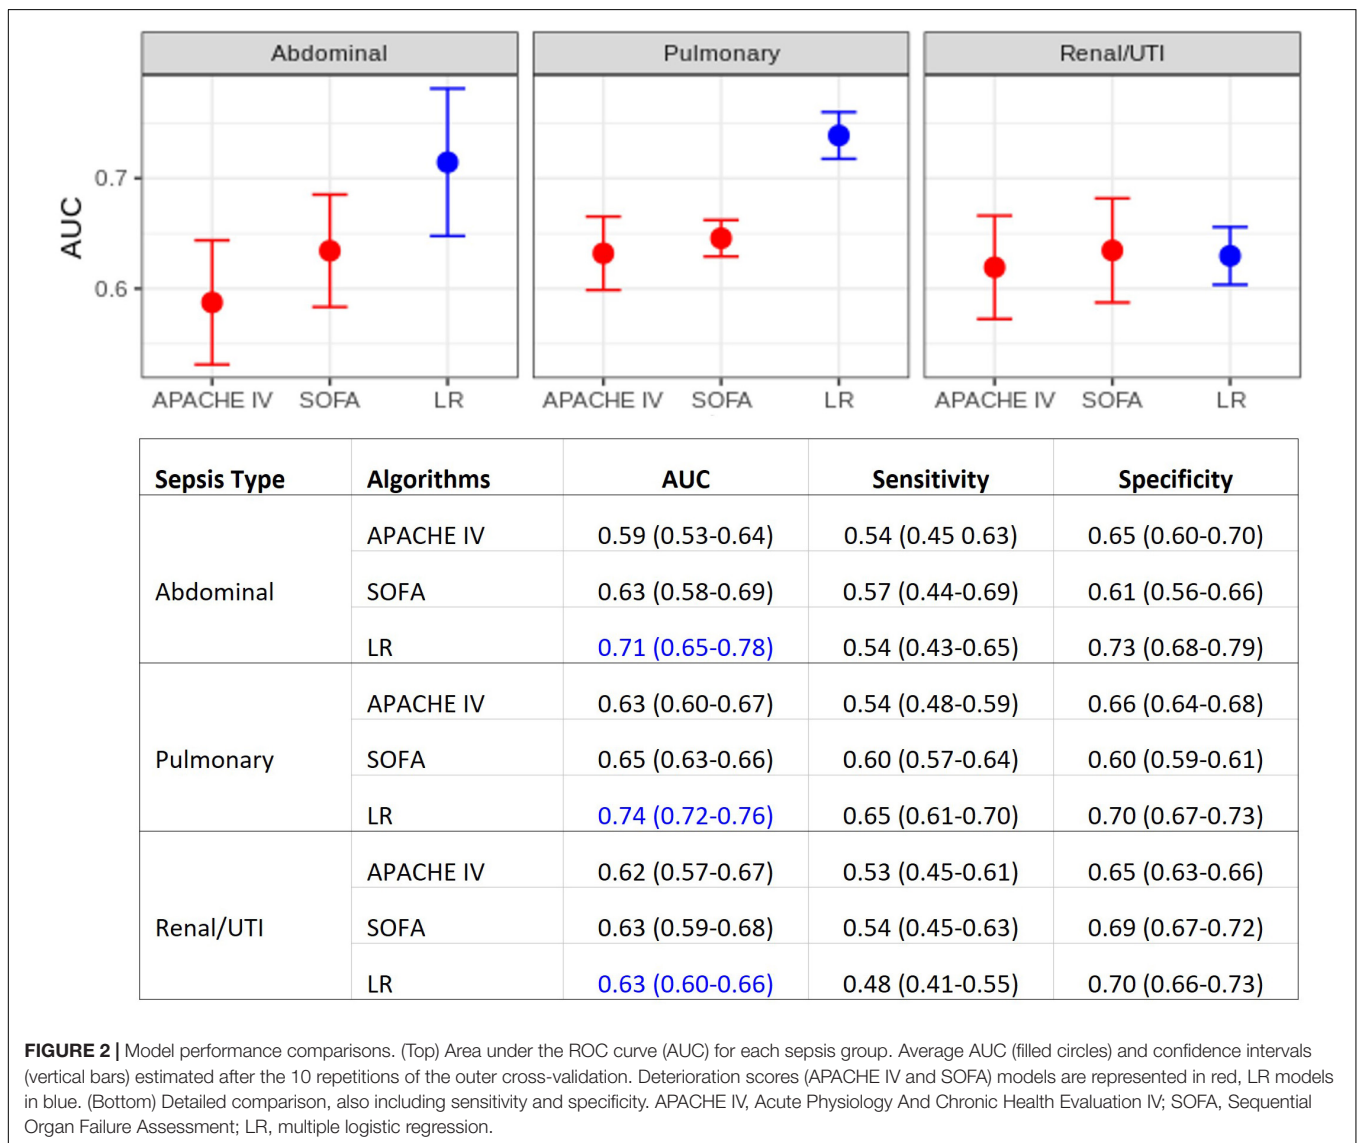 Abdominal Pulmonary Renal/UTI
AUC
0.7
0.6
APACHE IV SOFA LR APACHE IV SOFA LR APACHE IV SOFA LR
Sepsis Type Algorithms AUC Sensitivity Specificity
APACHE IV 0.59 (0.53-0.64) 0.54 (0.45 0.63) 0.65 (0.60-0.70)
Abdominal SOFA 0.63 (0.58-0.69) 0.57 (0.44-0.69) 0.61 (0.56-0.66)
LR 0.71 (0.65-0.78) 0.54 (0.43-0.65) 0.73 (0.68-0.79)
APACHE IV 0.63 (0.60-0.67) 0.54 (0.48-0.59) 0.66 (0.64-0.68)
Pulmonary SOFA 0.65 (0.63-0.66) 0.60 (0.57-0.64) 0.60 (0.59-0.61)
LR 0.74 (0.72-0.76) 0.65 (0.61-0.70) 0.70 (0.67-0.73)
APACHE IV 0.62 (0.57-0.67) 0.53 (0.45-0.61) 0.65 (0.63-0.66)
Renal/UTI SOFA 0.63 (0.59-0.68) 0.54 (0.45-0.63) 0.69 (0.67-0.72)
LR 0.63 (0.60-0.66) 0.48 (0.41-0.55) 0.70 (0.66-0.73)
FIGURE 2 | Model performance comparisons. (Top) Area under the ROC curve (AUC) for each sepsis group. Average AUC (filled circles) and confidence intervals
(vertical bars) estimated after the 10 repetitions of the outer cross-validation. Deterioration scores (APACHE IV and SOFA) models are represented in red, LR models
in blue. (Bottom) Detailed comparison, also including sensitivity and specificity. APACHE IV, Acute Physiology And Chronic Health Evaluation IV; SOFA, Sequential
Organ Failure Assessment; LR, multiple logistic regression.